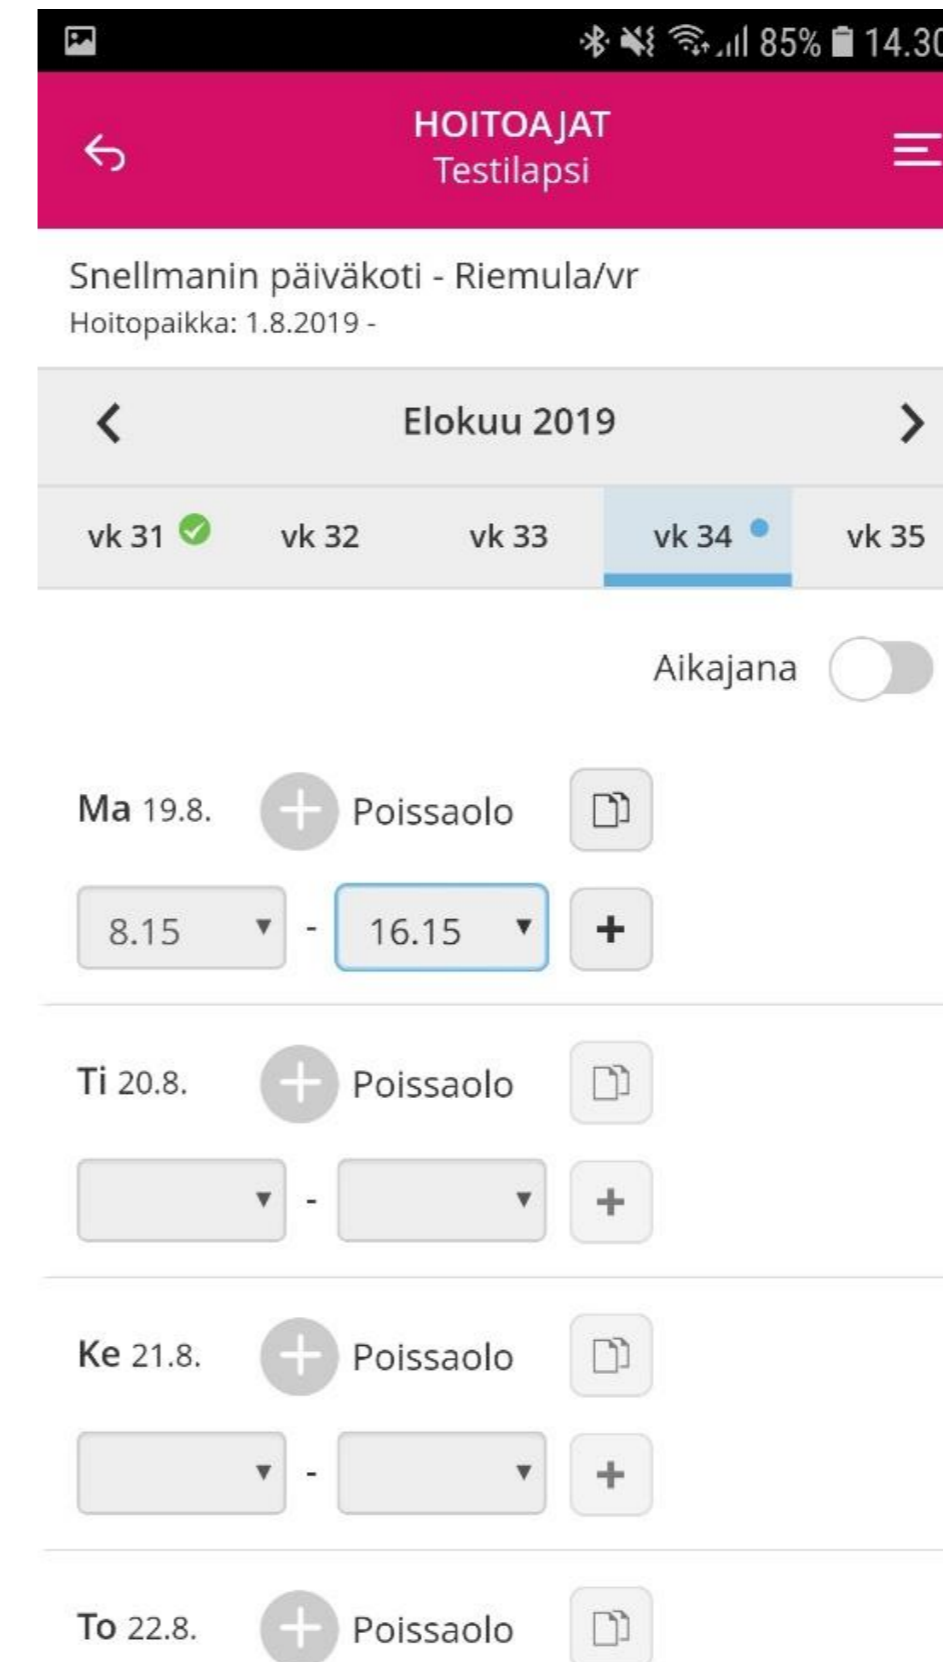 85% 14.30
HOITOAJAT
Testilapsi
Snellmanin päiväkoti - Riemula/vr
Hoitopaikka: 1.8.2019 -
Elokuu 2019
vk 31 vk 32 vk 33 vk 34 vk 35
Aikajana
Ma 19.8. Poissaolo
8.15 - 16.15 +
Ti 20.8. Poissaolo
- +
Ke 21.8. Poissaolo
- +
To 22.8. Poissaolo